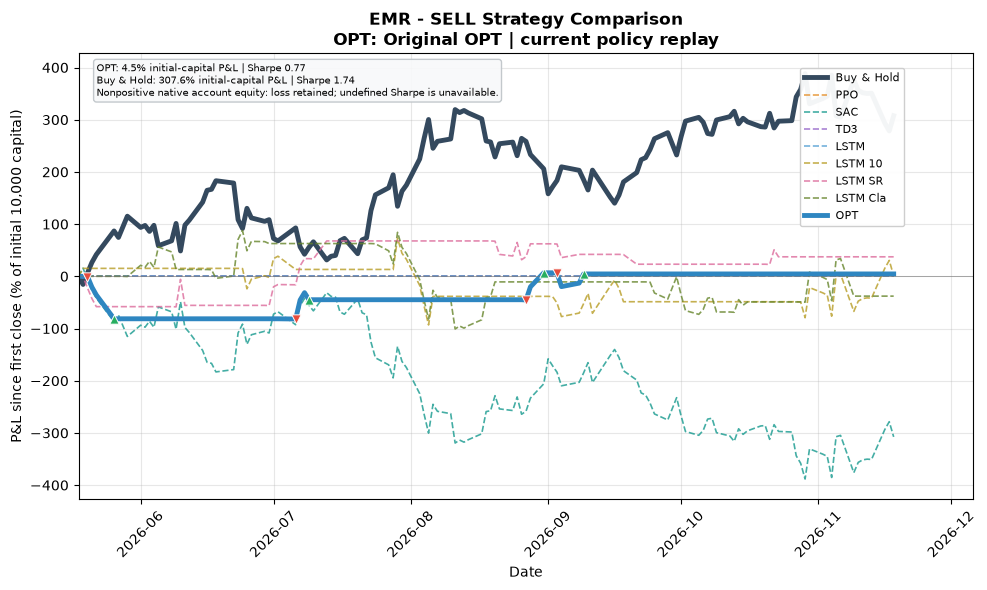 EMR - SELL Strategy Comparison
OPT: Original OPT | current policy replay
OPT: 4.5% initial-capital P&L | Sharpe 0.77
Buy & Hold: 307.6% initial-capital P&L | Sharpe 1.74
Nonpositive native account equity: loss retained; undefined Sharpe is unavailable.
Buy & Hold
PPO
SAC
TD3
LSTM
LSTM 10
LSTM SR
LSTM Cla
OPT
P&L since first close (% of initial 10,000 capital)
400
300
200
100
0
−100
−200
−300
−400
2026-06
2026-07
2026-08
2026-09
2026-10
2026-11
2026-12
Date